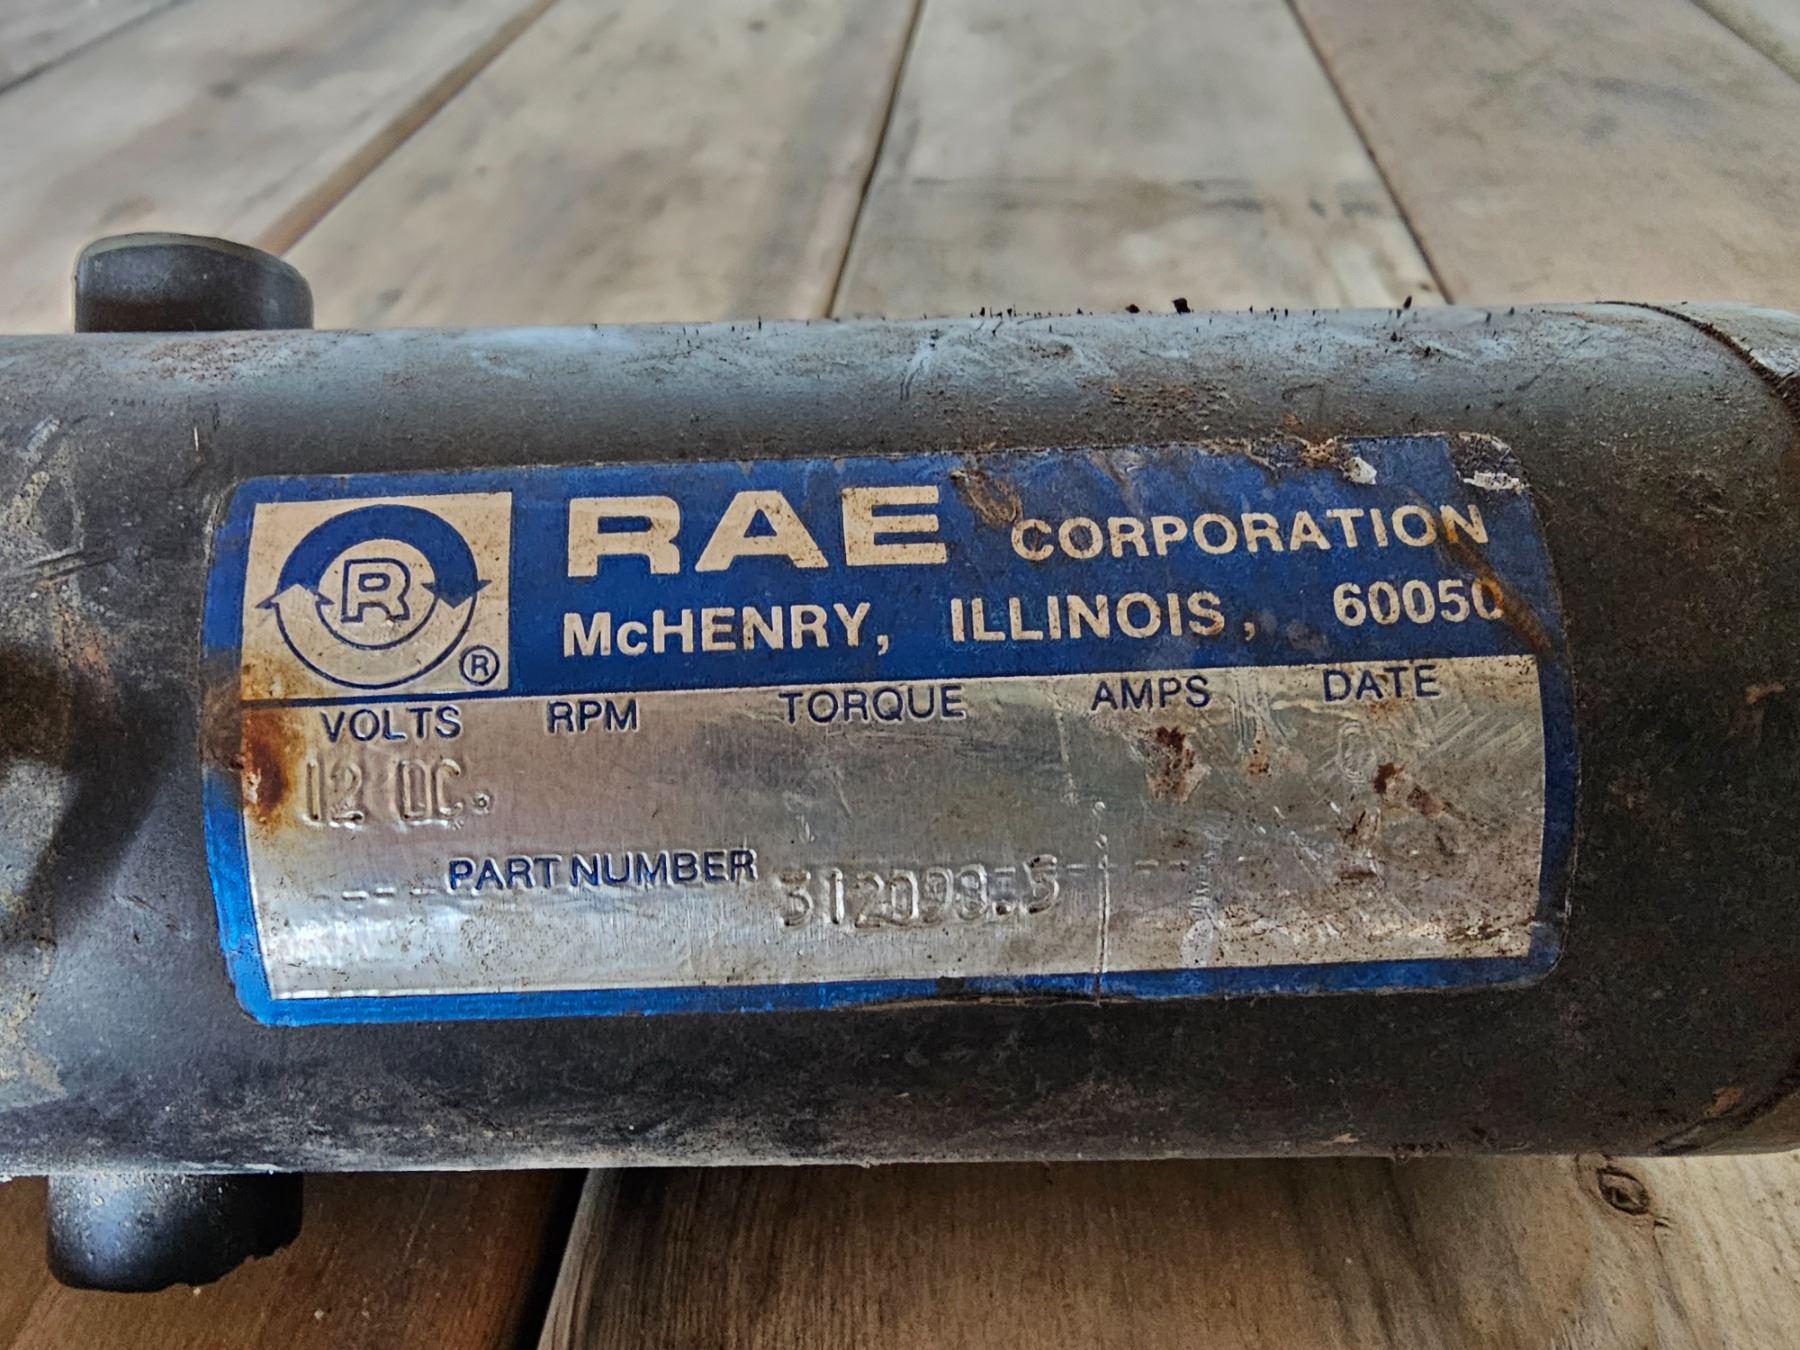 R
®
RAE CORPORATION
McHENRY, ILLINOIS, 60050
VOLTS RPM TORQUE AMPS DATE
12 DC.
PART NUMBER